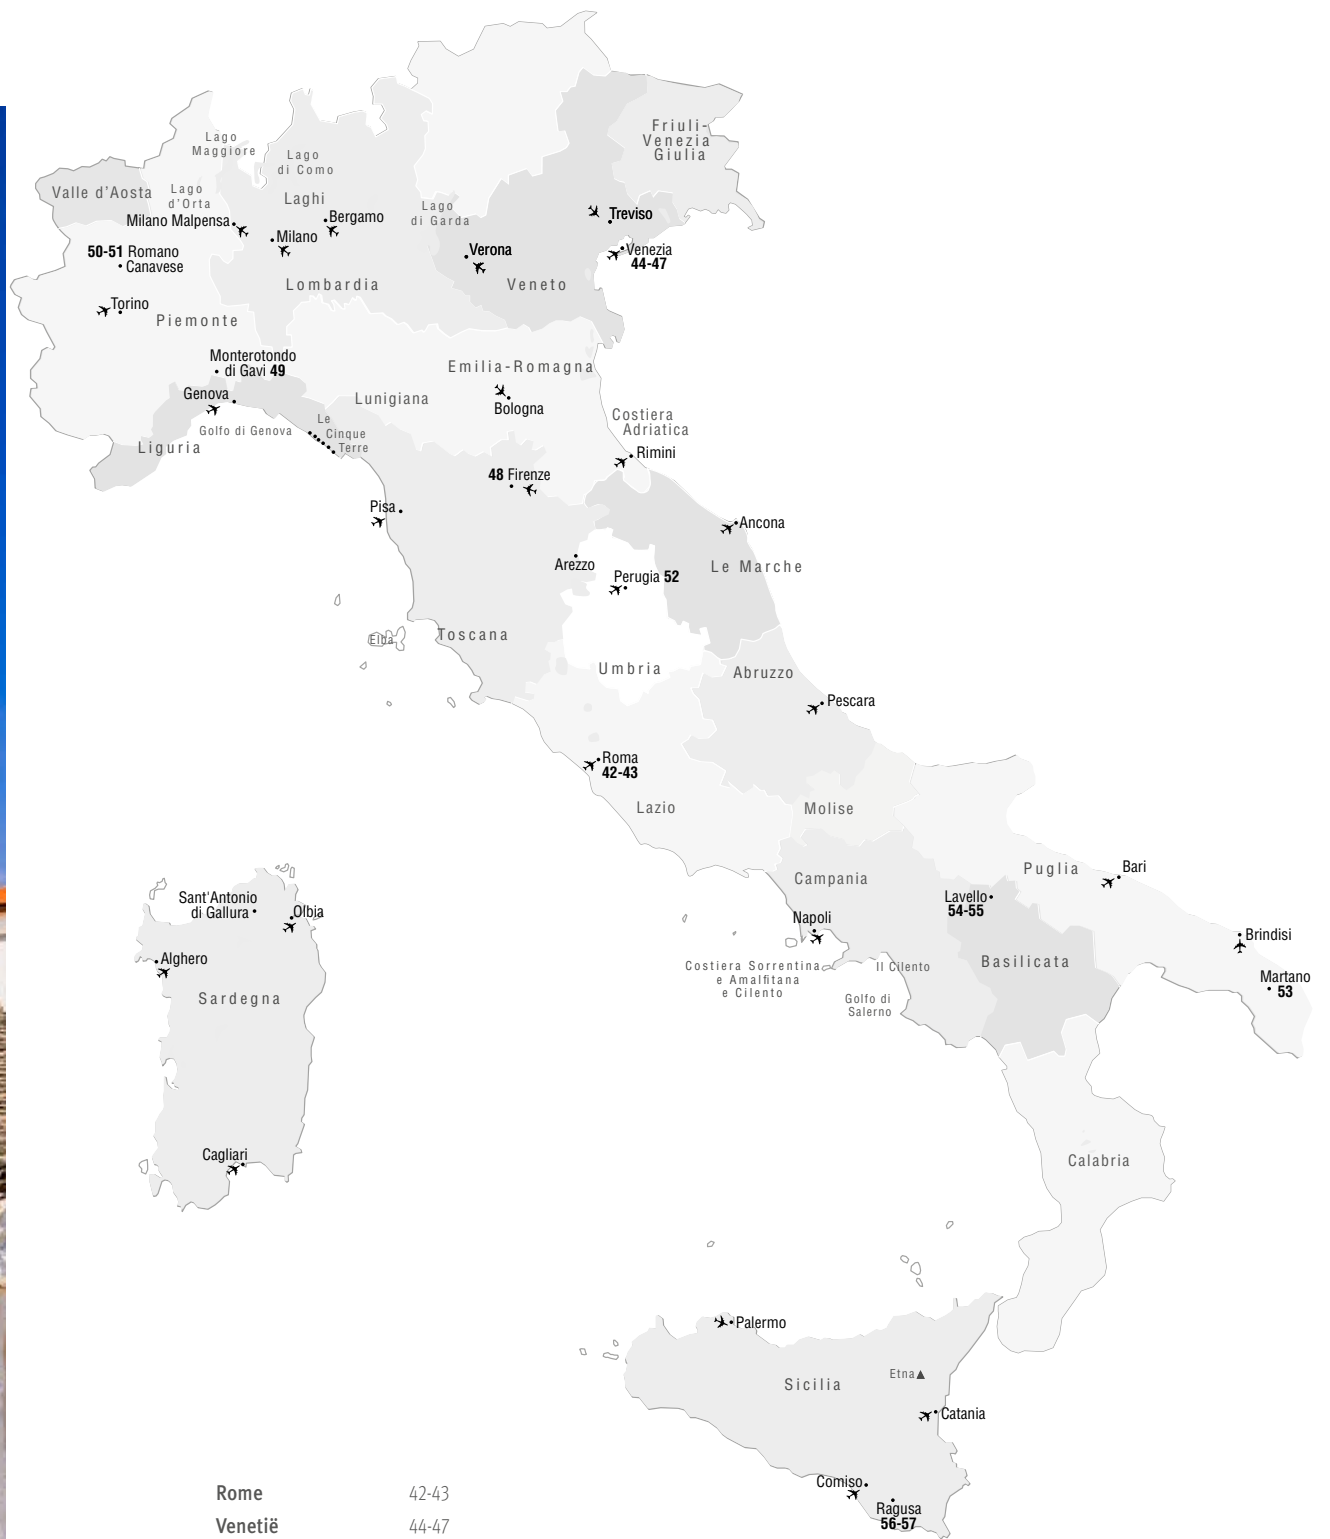 Friuli-
Venezia
Giulia
Lago
Maggiore
Lago
di Como
Valle d'Aosta
Lago
d'Orta
Laghi
Lago
di Garda
Milano Malpensa
Bergamo
Treviso
Milano
Verona
Venezia
44-47
50-51 Romano
Canavese
Lombardia
Veneto
Torino
Piemonte
Monterotondo
di Gavi 49
Emilia-Romagna
Genova
Lunigiana
Bologna
Golfo di Genova
Le
Cinque
Terre
Costiera
Adriatica
Liguria
Rimini
48 Firenze
Pisa
Ancona
Arezzo
Le Marche
Perugia 52
Elba
Toscana
Umbria
Abruzzo
Pescara
Roma
42-43
Lazio
Molise
Puglia
Bari
Campania
Lavello
54-55
Sant'Antonio
di Gallura
Olbia
Napoli
Brindisi
Alghero
Costiera Sorrentina
e Amalfitana
e Cilento
Il Cilento
Basilicata
Martano
53
Sardegna
Golfo di
Salerno
Cagliari
Calabria
Palermo
Sicilia
Etna
Catania
Comiso
Ragusa
56-57
Rome 42-43
Venetië 44-47